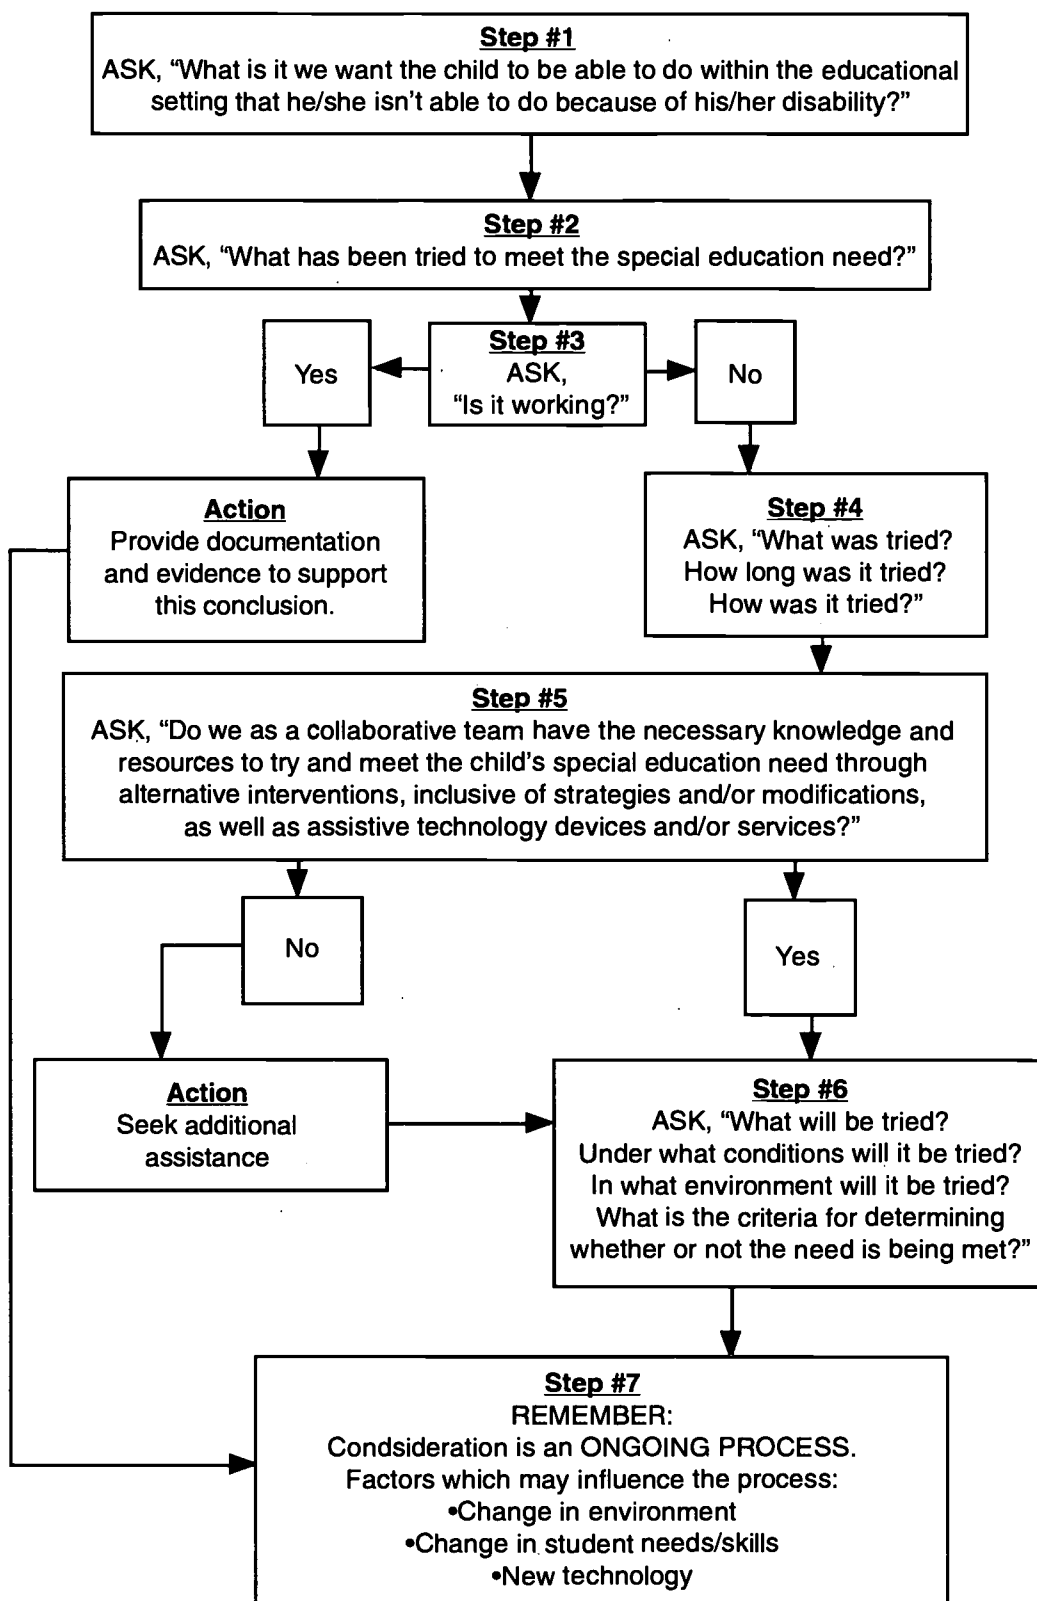 Step #1
ASK, “What is it we want the child to be able to do within the educational
setting that he/she isn't able to do because of his/her disability?”
Step #2
ASK, “What has been tried to meet the special education need?”
Step #3
ASK,
“Is it working?”
Yes
No
Action
Provide documentation
and evidence to support
this conclusion.
Step #4
ASK, “What was tried?
How long was it tried?
How was it tried?”
Step #5
ASK, “Do we as a collaborative team have the necessary knowledge and
resources to try and meet the child's special education need through
alternative interventions, inclusive of strategies and/or modifications,
as well as assistive technology devices and/or services?”
No
Yes
Action
Seek additional
assistance
Step #6
ASK, “What will be tried?
Under what conditions will it be tried?
In what environment will it be tried?
What is the criteria for determining
whether or not the need is being met?”
Step #7
REMEMBER:
Condsideration is an ONGOING PROCESS.
Factors which may influence the process:
•Change in environment
•Change in student needs/skills
•New technology